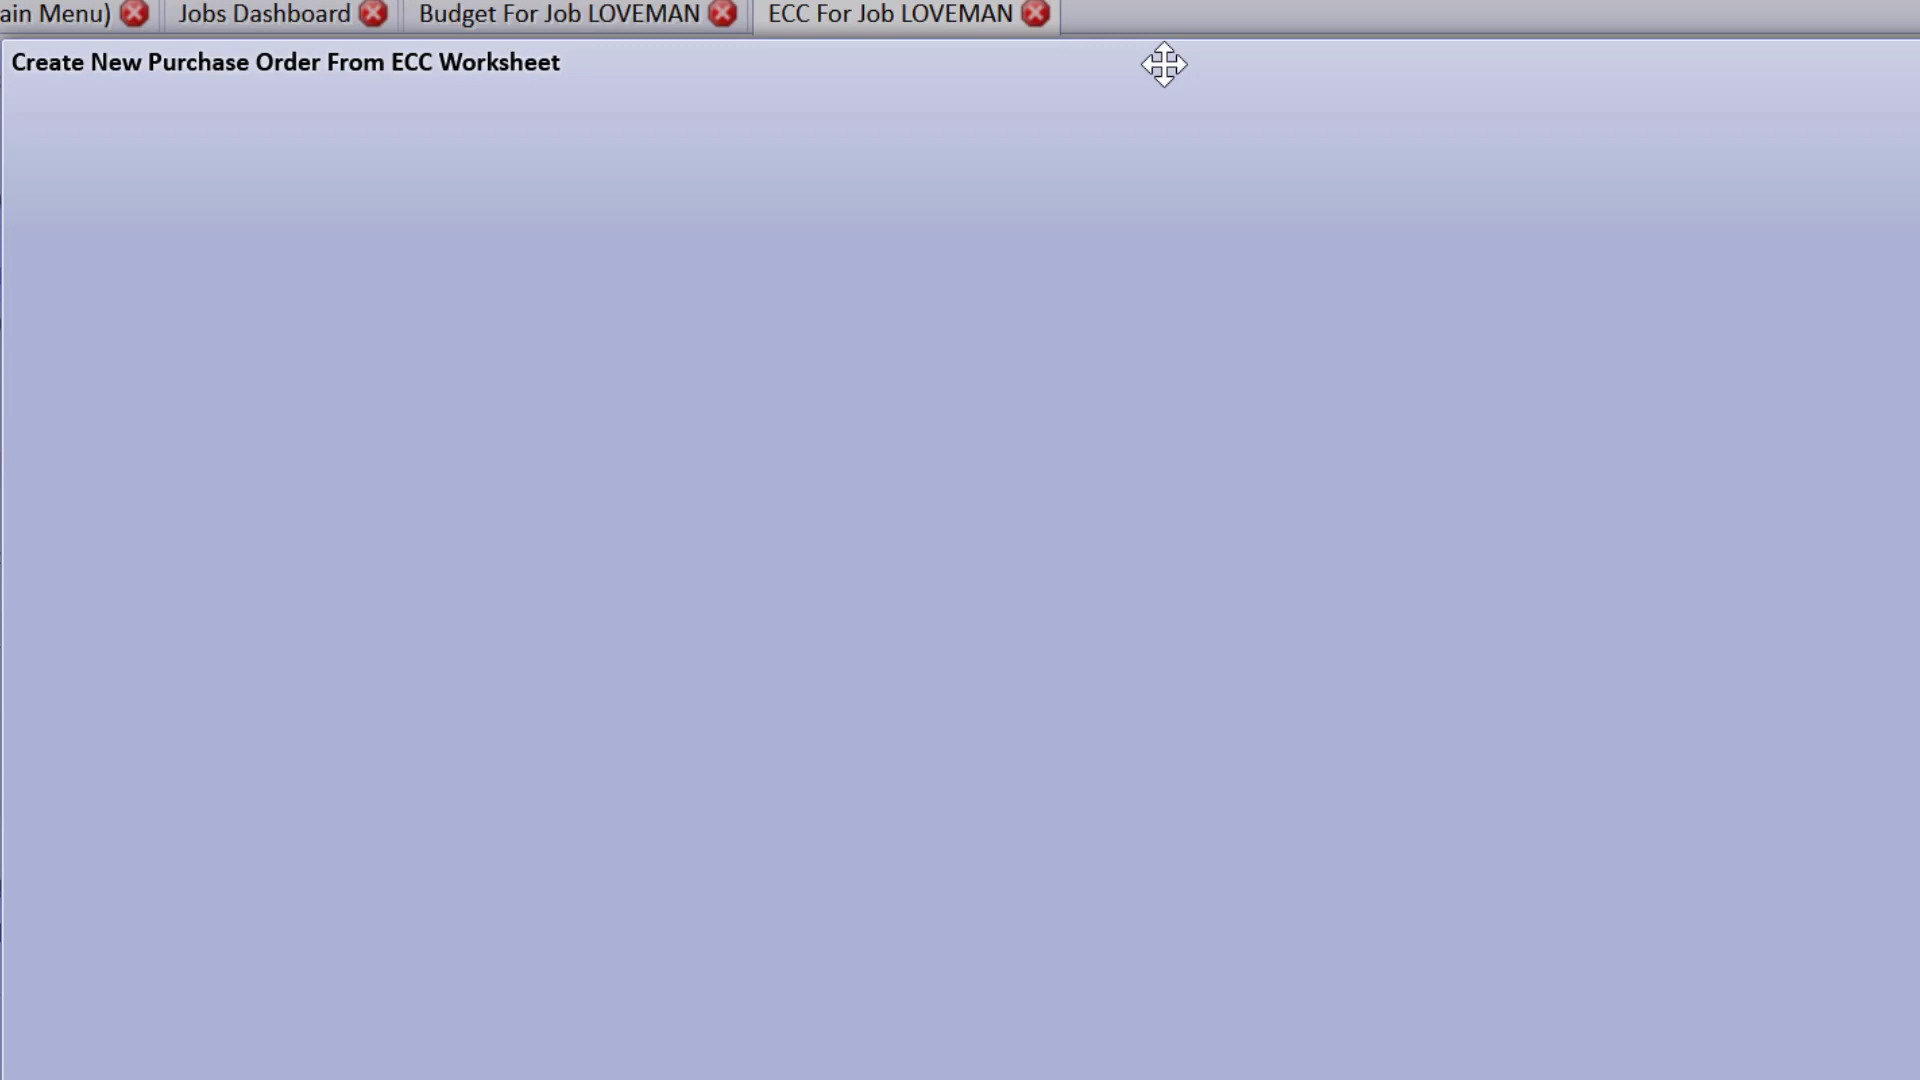 ain Menu) Jobs Dashboard Budget For Job LOVEMAN ECC For Job LOVEMAN
Create New Purchase Order From ECC Worksheet